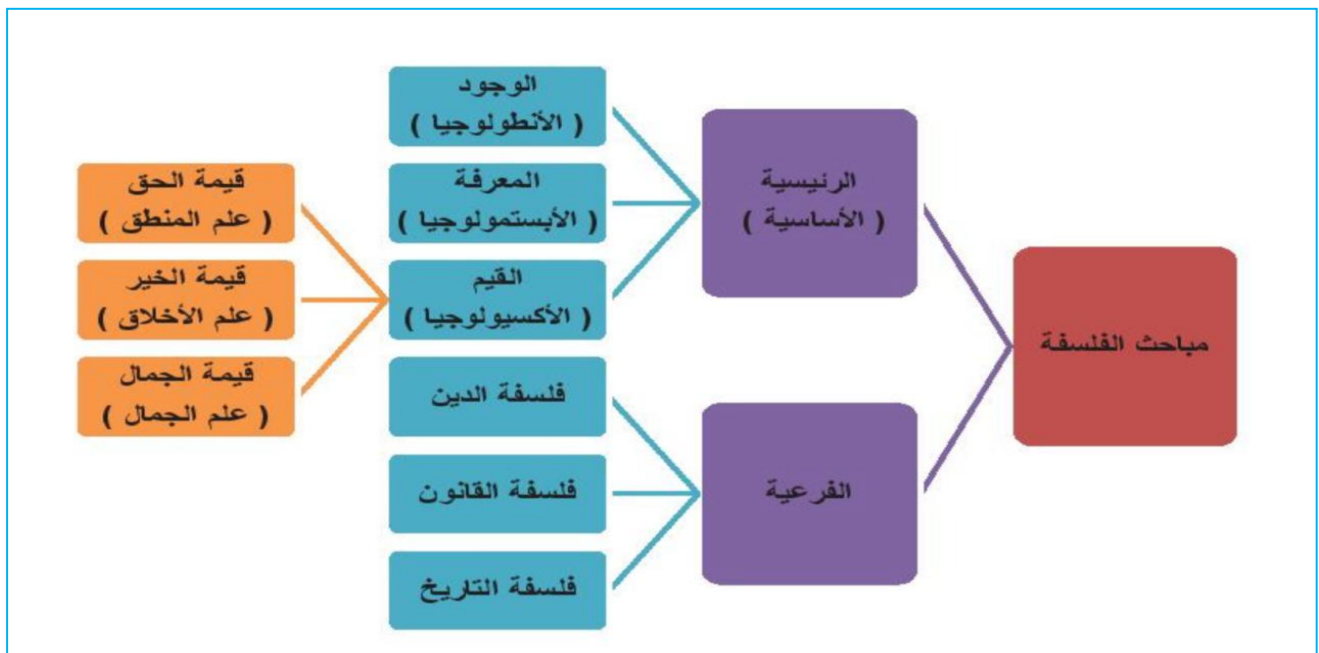 مباحث الفلسفة
الرئيسية
( الأساسية )
الوجود
( الأنطولوجيا )
المعرفة
( الأبستمولوجيا )
القيم
( الأكسيولوجيا )
قيمة الحق
( علم المنطق )
قيمة الخير
( علم الأخلاق )
قيمة الجمال
( علم الجمال )
الفرعية
فلسفة الدين
فلسفة القانون
فلسفة التاريخ